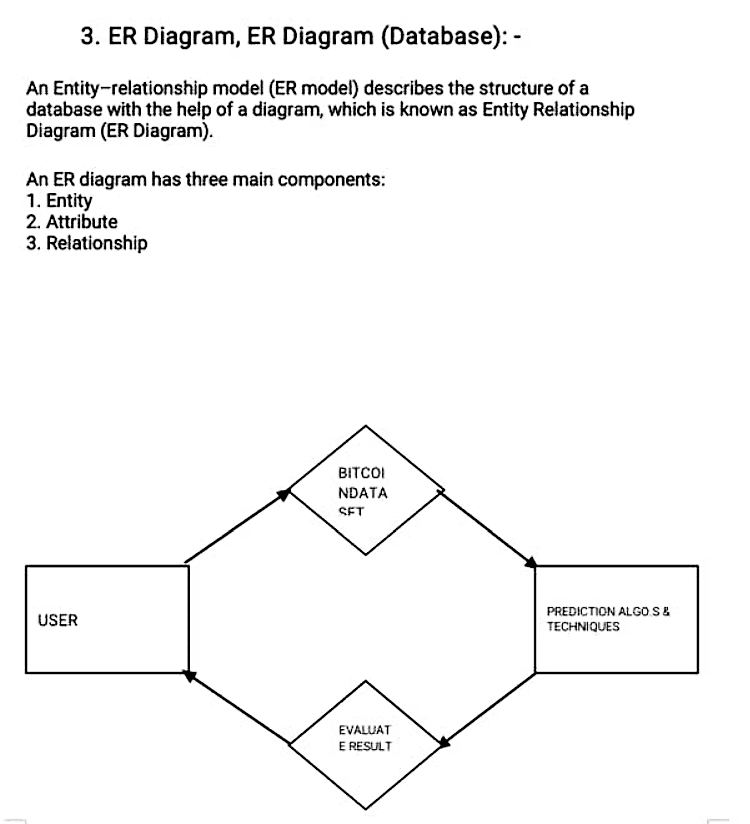 3. ER Diagram, ER Diagram (Database): -
An Entity–relationship model (ER model) describes the structure of a
database with the help of a diagram, which is known as Entity Relationship
Diagram (ER Diagram).
An ER diagram has three main components:
1. Entity
2. Attribute
3. Relationship
BITCOI
NDATA
SET
USER
PREDICTION ALGO.S &
TECHNIQUES
EVALUAT
E RESULT